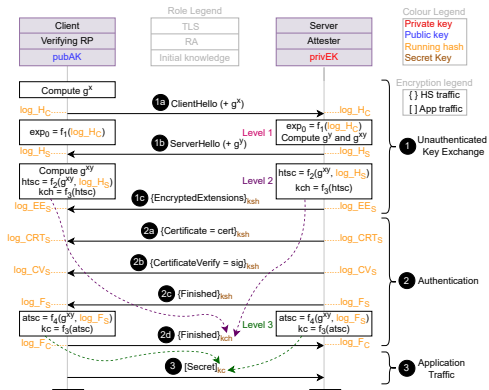 Client
Role Legend
Server
Colour Legend
TLS
Private key
Verifying RP
RA
Attester
Public key
Running hash
pubAK
Initial knowledge
privEK
Secret Key
Encryption legend
Compute g^x
{ } HS traffic
[ ] App traffic
log_H_C
1a ClientHello (+ g^x)
log_H_C
exp_0 = f_1(log_H_C)
Level 1
exp_0 = f_1(log_H_C)
Compute g^y and g^xy
1 Unauthenticated
Key Exchange
log_H_S
1b ServerHello (+ g^y)
log_H_S
Compute g^xy
htsc = f_2(g^xy, log_H_S)
kch = f_3(htsc)
Level 2
htsc = f_2(g^xy, log_H_S)
kch = f_3(htsc)
log_EE_S
1c {EncryptedExtensions}_ksh
log_EE_S
2a {Certificate = cert}_ksh
log_CRT_S
log_CRT_S
2b {CertificateVerify = sig}_ksh
log_CV_S
log_CV_S
2 Authentication
2c {Finished}_ksh
log_F_S
log_F_S
atsc = f_4(g^xy, log_F_S)
kc = f_3(atsc)
Level 3
atsc = f_4(g^xy, log_F_S)
kc = f_3(atsc)
2d {Finished}_kch
log_F_C
log_F_C
3 [Secret]_kc
3 Application
Traffic